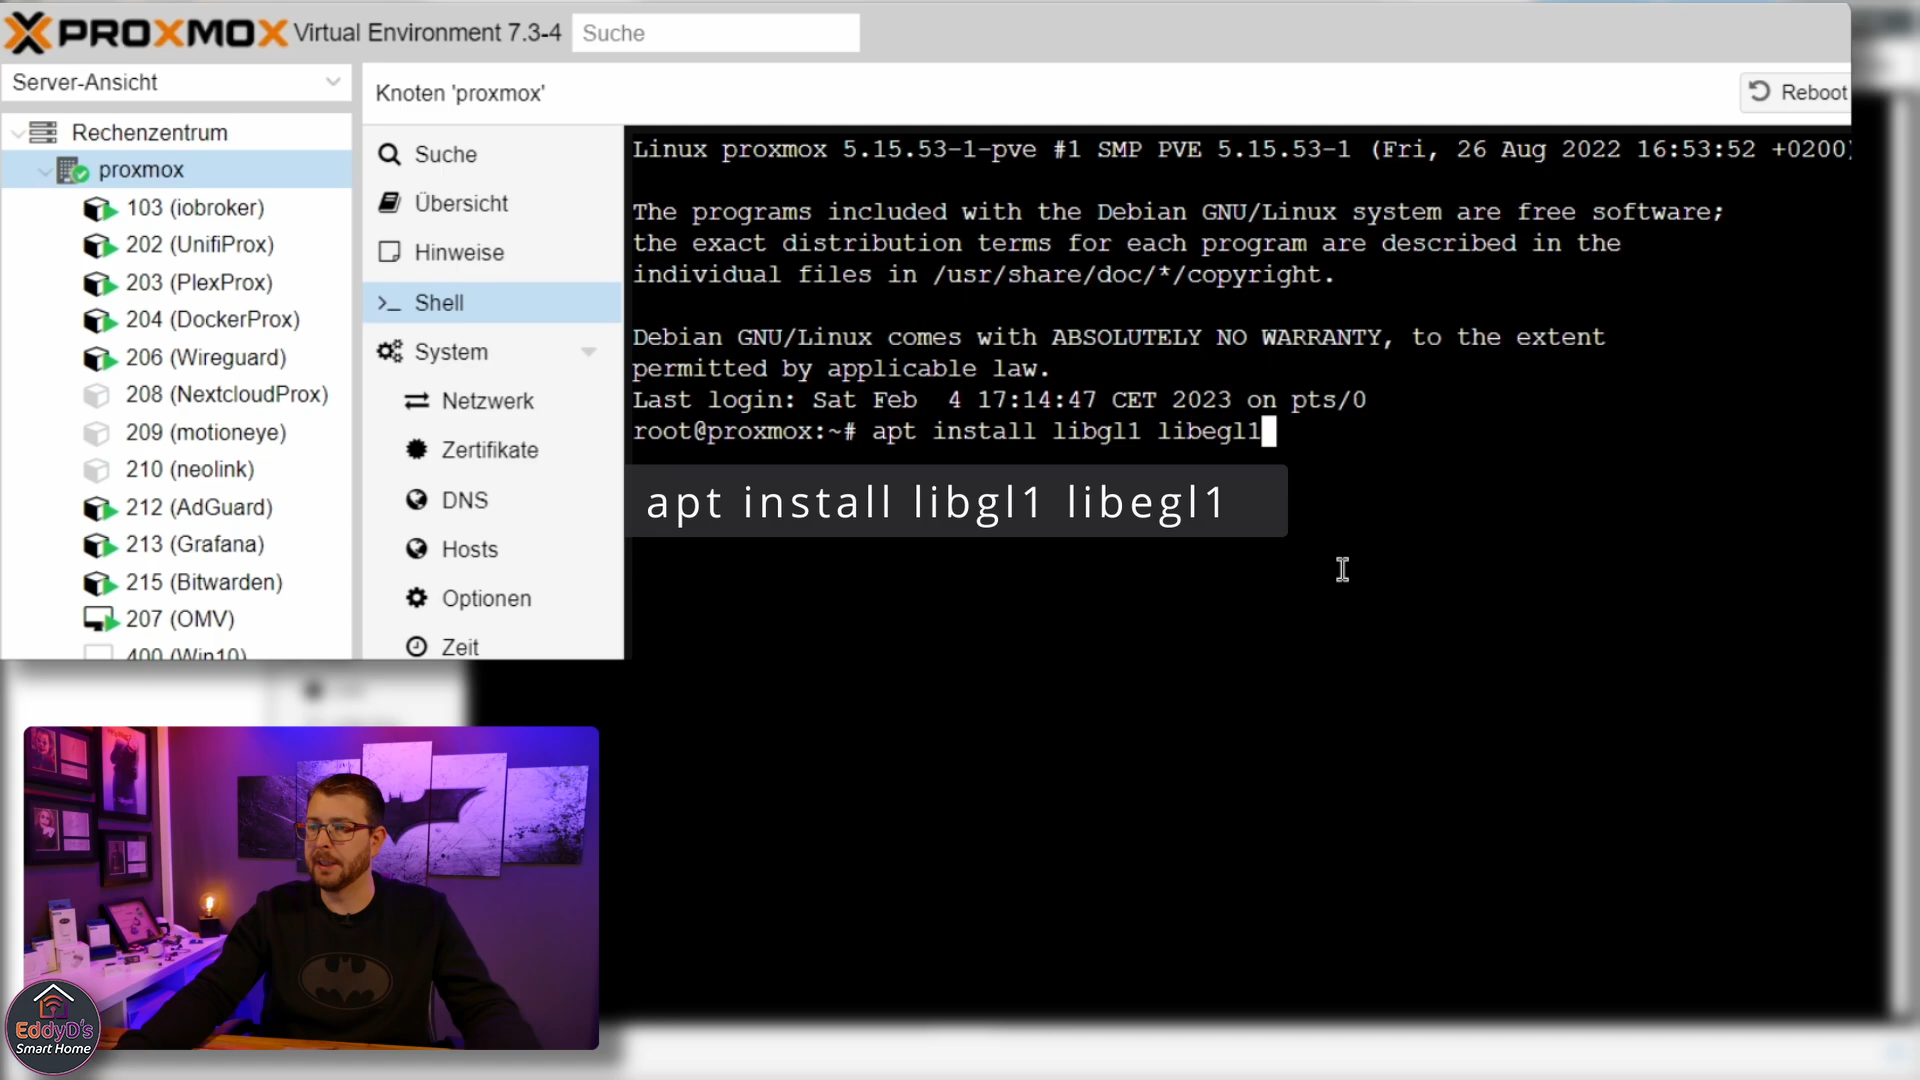 PROXMOX Virtual Environment 7.3-4 Suche
Server-Ansicht
Knoten 'proxmox'
Reboot
Rechenzentrum
proxmox
103 (iobroker)
202 (UnifiProx)
203 (PlexProx)
204 (DockerProx)
206 (Wireguard)
208 (NextcloudProx)
209 (motioneye)
210 (neolink)
212 (AdGuard)
213 (Grafana)
215 (Bitwarden)
207 (OMV)
400 (Win10)
Suche
Übersicht
Hinweise
>_ Shell
System
Netzwerk
Zertifikate
DNS
Hosts
Optionen
Zeit
Linux proxmox 5.15.53-1-pve #1 SMP PVE 5.15.53-1 (Fri, 26 Aug 2022 16:53:52 +0200)
The programs included with the Debian GNU/Linux system are free software;
the exact distribution terms for each program are described in the
individual files in /usr/share/doc/*/copyright.
Debian GNU/Linux comes with ABSOLUTELY NO WARRANTY, to the extent
permitted by applicable law.
Last login: Sat Feb  4 17:14:47 CET 2023 on pts/0
root@proxmox:~# apt install libgl1 libegl1
apt install libgl1 libegl1
EddyD's
Smart Home